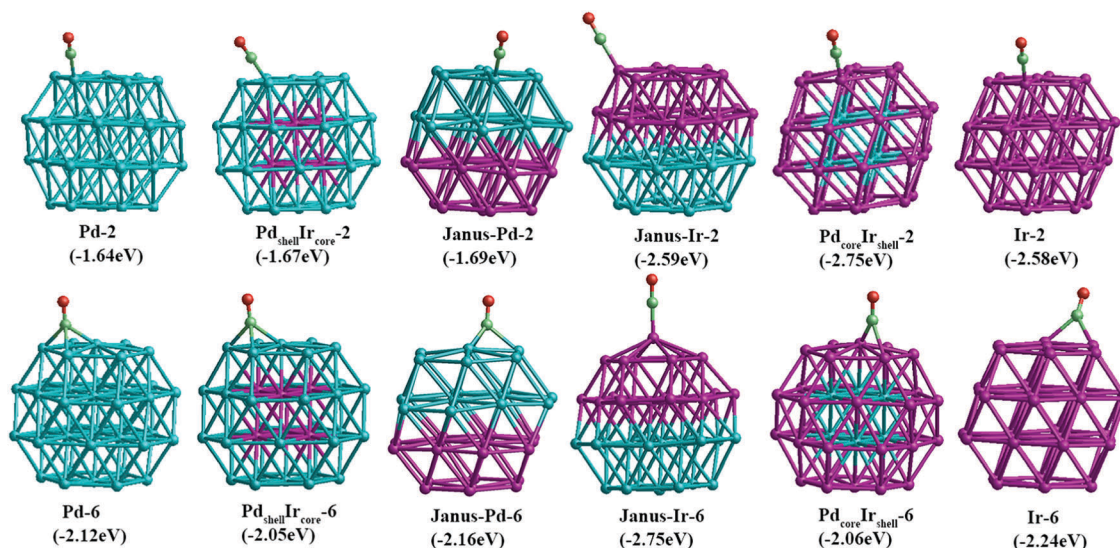 Pd-2
(-1.64eV)
PdshellIrcore-2
(-1.67eV)
Janus-Pd-2
(-1.69eV)
Janus-Ir-2
(-2.59eV)
PdcoreIrshell-2
(-2.75eV)
Ir-2
(-2.58eV)
Pd-6
(-2.12eV)
PdshellIrcore-6
(-2.05eV)
Janus-Pd-6
(-2.16eV)
Janus-Ir-6
(-2.75eV)
PdcoreIrshell-6
(-2.06eV)
Ir-6
(-2.24eV)